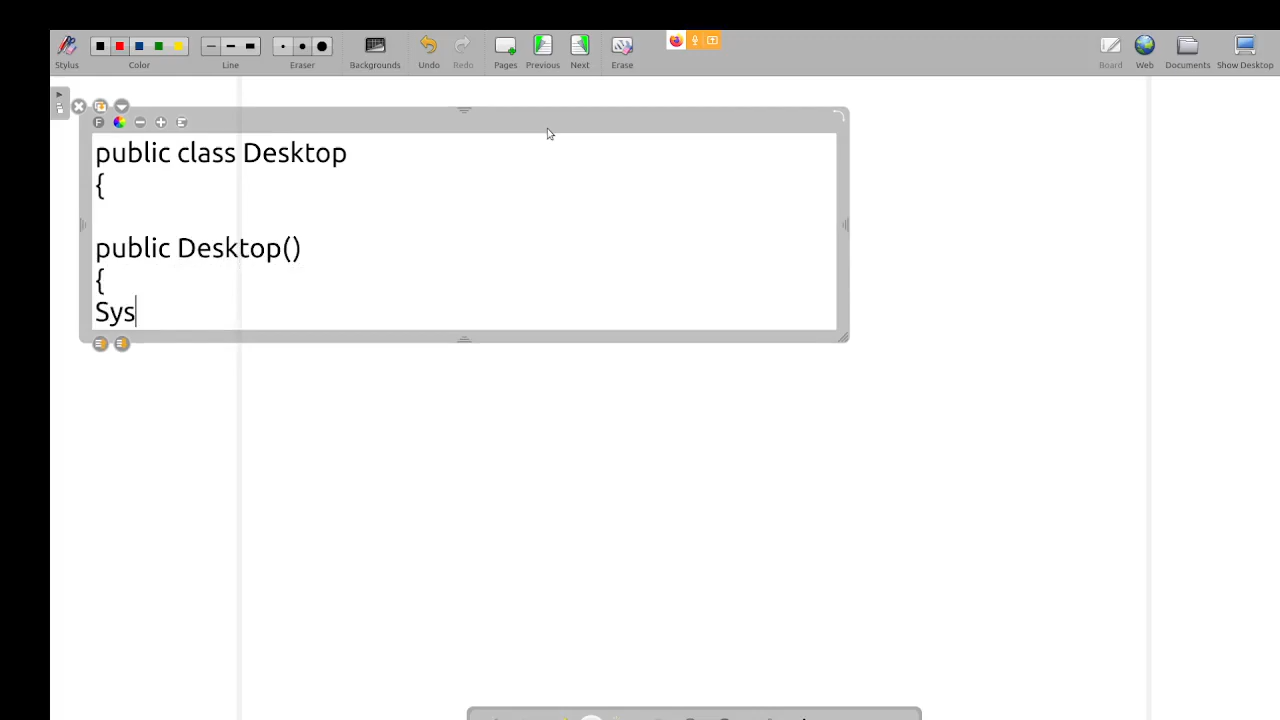 Stylus Color Line Eraser Backgrounds Undo Redo Pages Previous Next Erase Board Web Documents Show Desktop
F
public class Desktop
{
public Desktop()
{
Sys